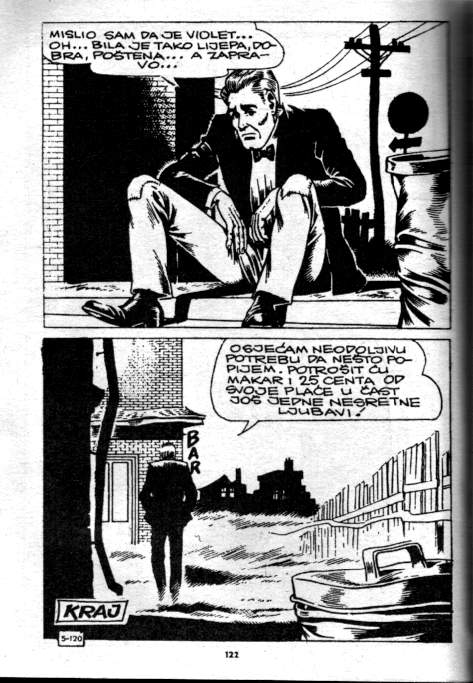 MISLIO SAM DA JE VIOLET...
OH... BILA JE TAKO LIJEPA, DO-
BRA, POŠTENA... A ZAPRA-
VO...
OSJEĆAM NEODOLJIVU
POTREBU DA NEŠTO PO-
PIJEM. POTROŠIT ĆU
MAKAR I 25 CENTA OD
SVOJE PLAĆE U ČAST
JOŠ JEDNE NESRETNE
LJUBAVI!
BAR
KRAJ
5-120
122